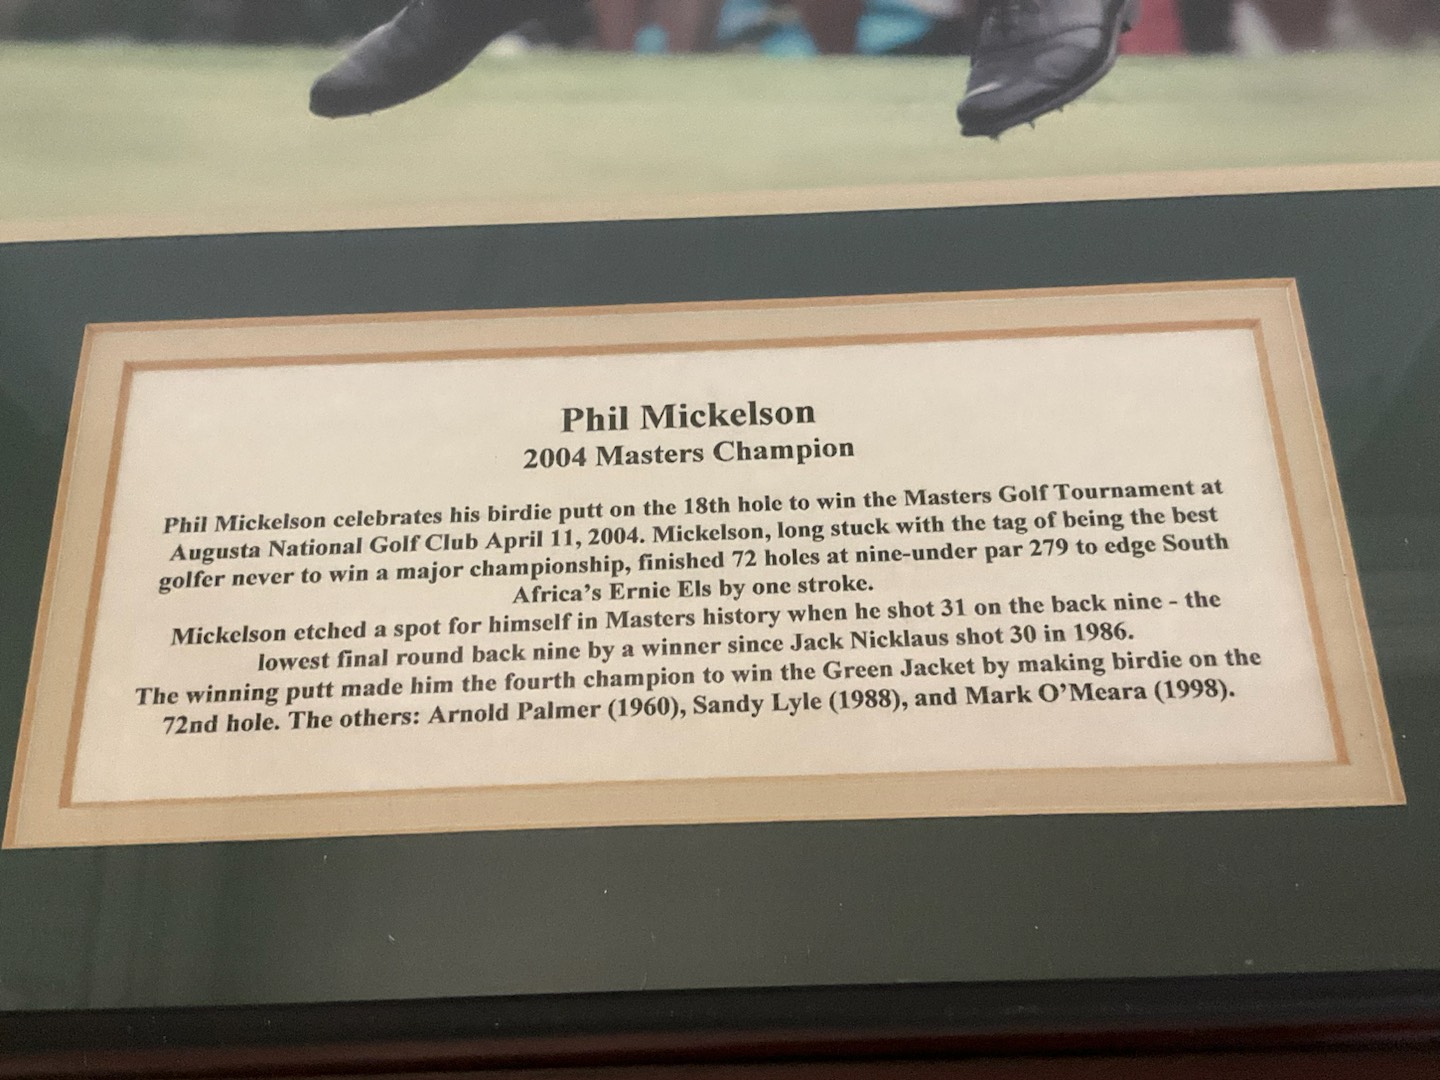 Phil Mickelson
2004 Masters Champion
Phil Mickelson celebrates his birdie putt on the 18th hole to win the Masters Golf Tournament at
Augusta National Golf Club April 11, 2004. Mickelson, long stuck with the tag of being the best
golfer never to win a major championship, finished 72 holes at nine-under par 279 to edge South
Africa's Ernie Els by one stroke.
Mickelson etched a spot for himself in Masters history when he shot 31 on the back nine - the
lowest final round back nine by a winner since Jack Nicklaus shot 30 in 1986.
The winning putt made him the fourth champion to win the Green Jacket by making birdie on the
72nd hole. The others: Arnold Palmer (1960), Sandy Lyle (1988), and Mark O'Meara (1998).